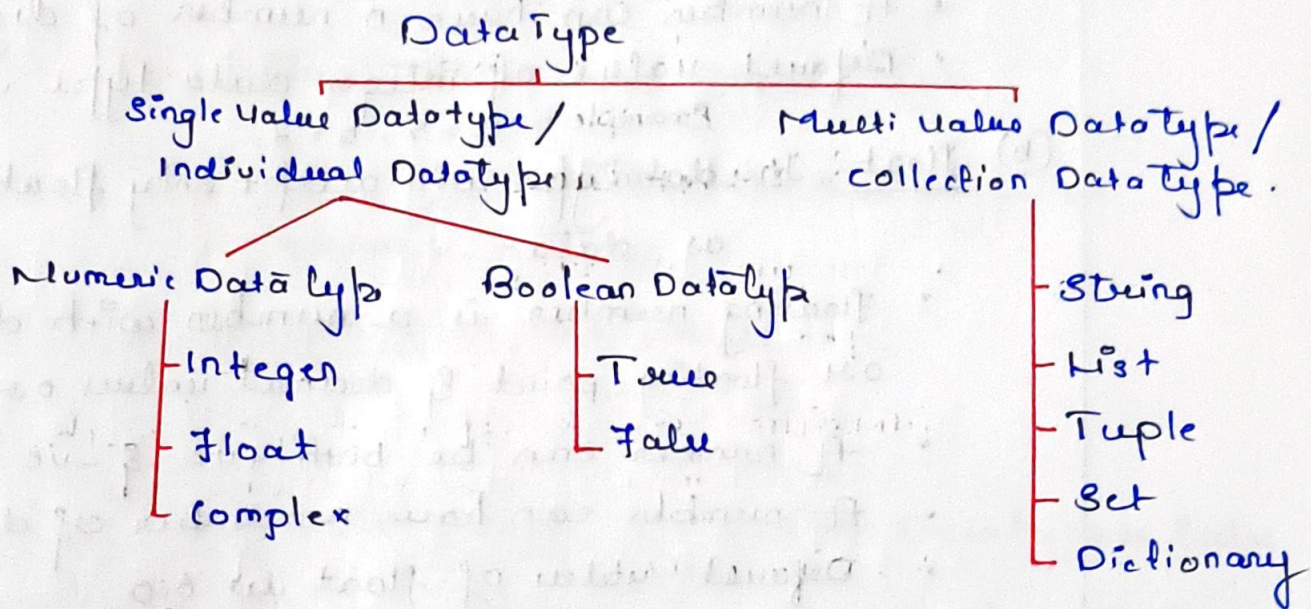 Data Type
Single Value Datatype/
Individual Datatype
Multi Value Datatype/
Collection Datatype.
Numeric Datatype
Integer
Float
Complex
Boolean Datatype
True
False
String
List
Tuple
Set
Dictionary